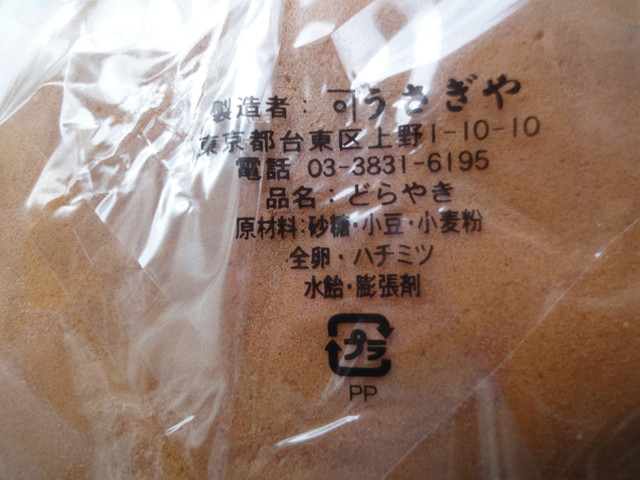 製造者：うさぎや
東京都台東区上野1-10-10
電話 03-3831-6195
品名：どらやき
原材料：砂糖・小豆・小麦粉
全卵・ハチミツ
水飴・膨張剤
プラ
PP